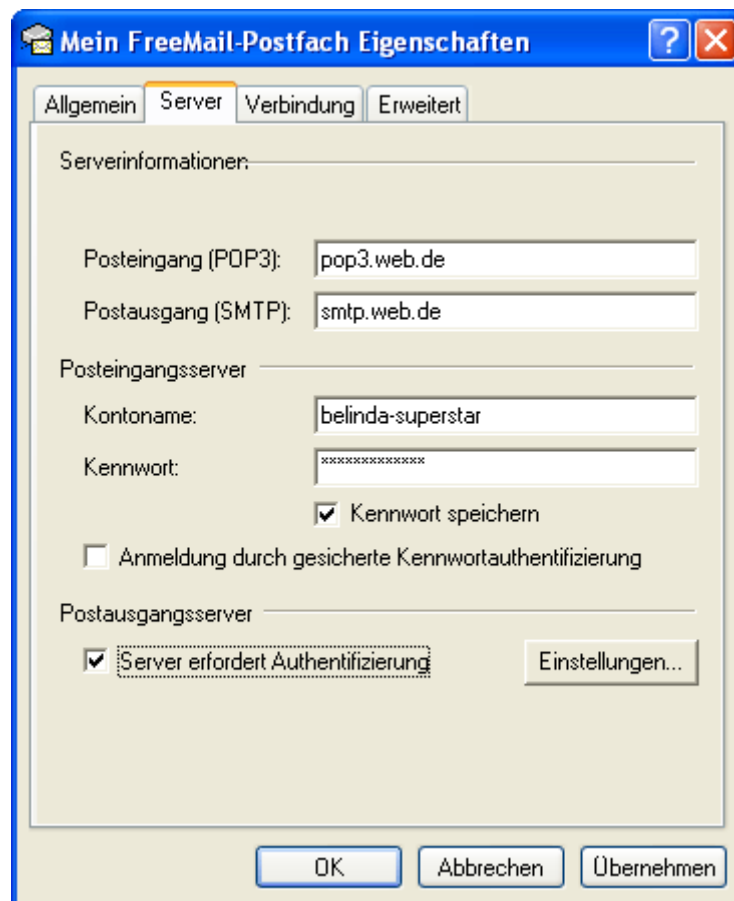 Mein FreeMail-Postfach Eigenschaften
Allgemein Server Verbindung Erweitert
Serverinformationen
Posteingang (POP3): pop3.web.de
Postausgang (SMTP): smtp.web.de
Posteingangsserver
Kontoname: belinda-superstar
Kennwort: *************
Kennwort speichern
Anmeldung durch gesicherte Kennwortauthentifizierung
Postausgangsserver
Server erfordert Authentifizierung Einstellungen...
OK Abbrechen Übernehmen